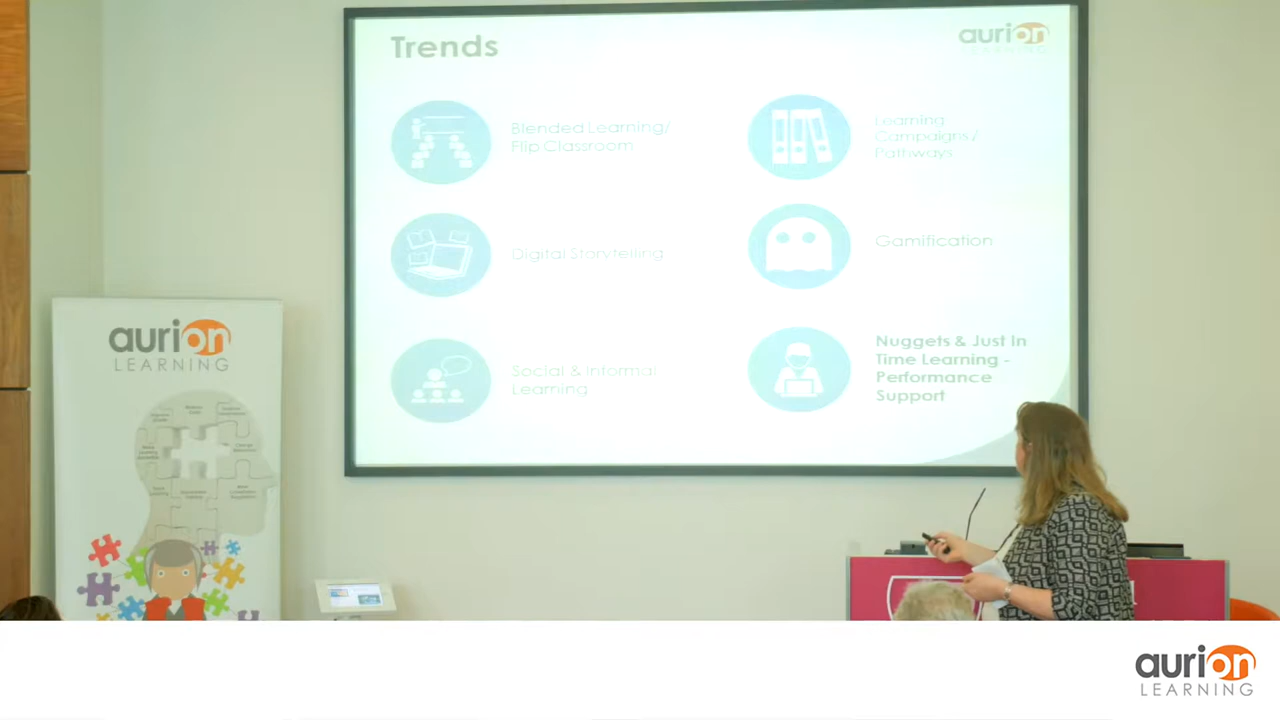 Trends
aurion
LEARNING
Blended Learning/
Flip Classroom
Digital Storytelling
Social & Informal
Learning
Learning
Campaigns/
Pathways
Gamification
Nuggets & Just In
Time Learning -
Performance
Support
aurion
LEARNING
aurion
LEARNING